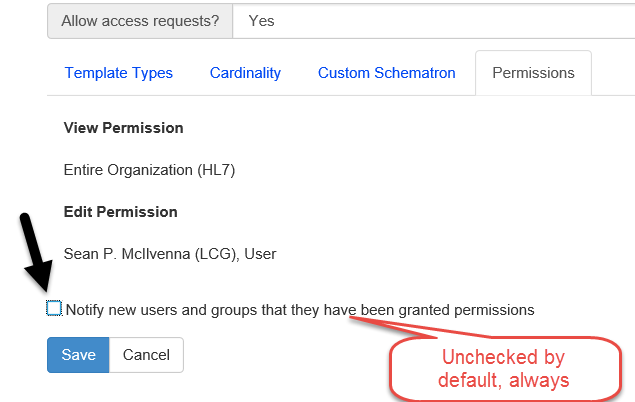 Allow access requests? Yes
Template Types Cardinality Custom Schematron Permissions
View Permission
Entire Organization (HL7)
Edit Permission
Sean P. McIlvenna (LCG), User
Notify new users and groups that they have been granted permissions
Save Cancel
Unchecked by
default, always